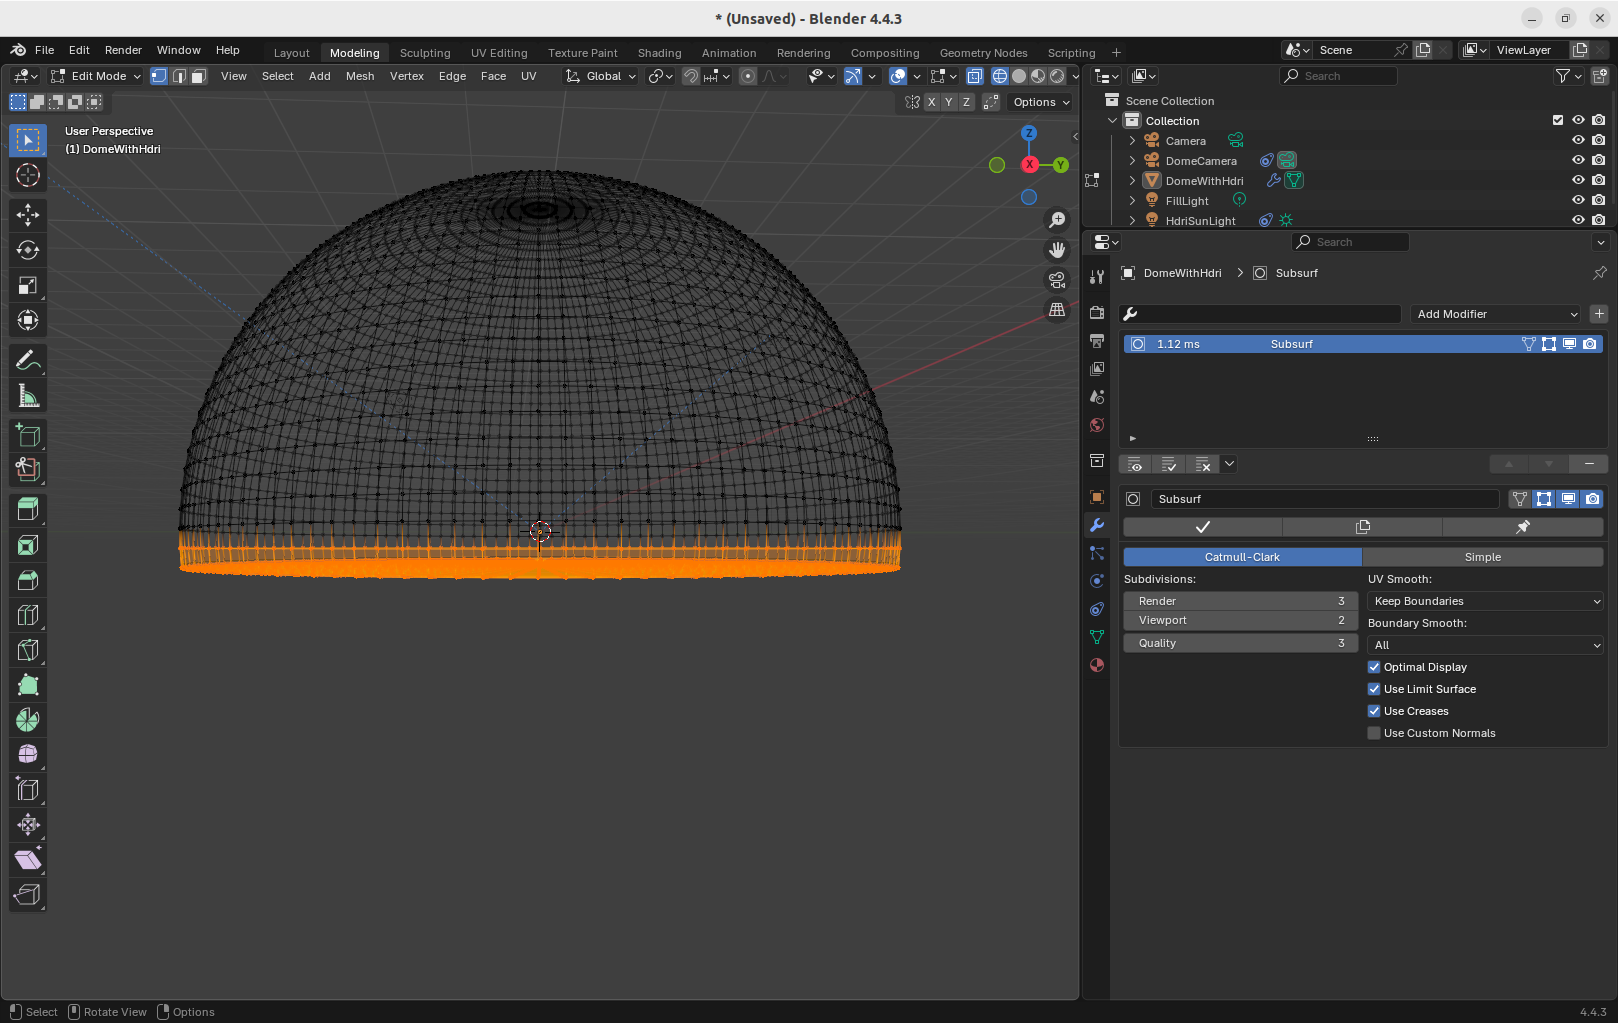 * (Unsaved) - Blender 4.4.3
File Edit Render Window Help
Layout Modeling Sculpting UV Editing Texture Paint Shading Animation Rendering Compositing Geometry Nodes Scripting +
Scene
ViewLayer
Edit Mode View Select Add Mesh Vertex Edge Face UV Global
X Y Z Options
User Perspective
(1) DomeWithHdri
Z
X
Y
Search
Scene Collection
Collection
Camera
DomeCamera
DomeWithHdri
FillLight
HdriSunLight
Search
DomeWithHdri > Subsurf
Add Modifier
1.12 ms Subsurf
Subsurf
Catmull-Clark Simple
Subdivisions:
Render 3
Viewport 2
Quality 3
UV Smooth:
Keep Boundaries
Boundary Smooth:
All
Optimal Display
Use Limit Surface
Use Creases
Use Custom Normals
Select Rotate View Options
4.4.3